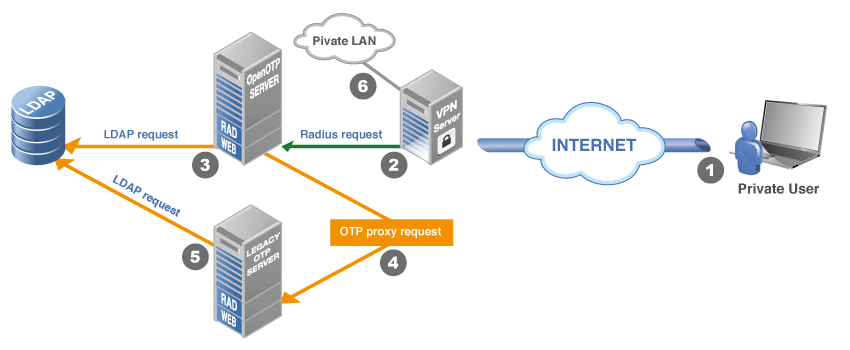 Pivate LAN
OpenOTP
SERVER
RAD
WEB
LDAP
LDAP request
3
Radius request
2
6
VPN
Server
INTERNET
1
Private User
LDAP request
5
LEGACY
OTP
SERVER
RAD
WEB
OTP proxy request
4